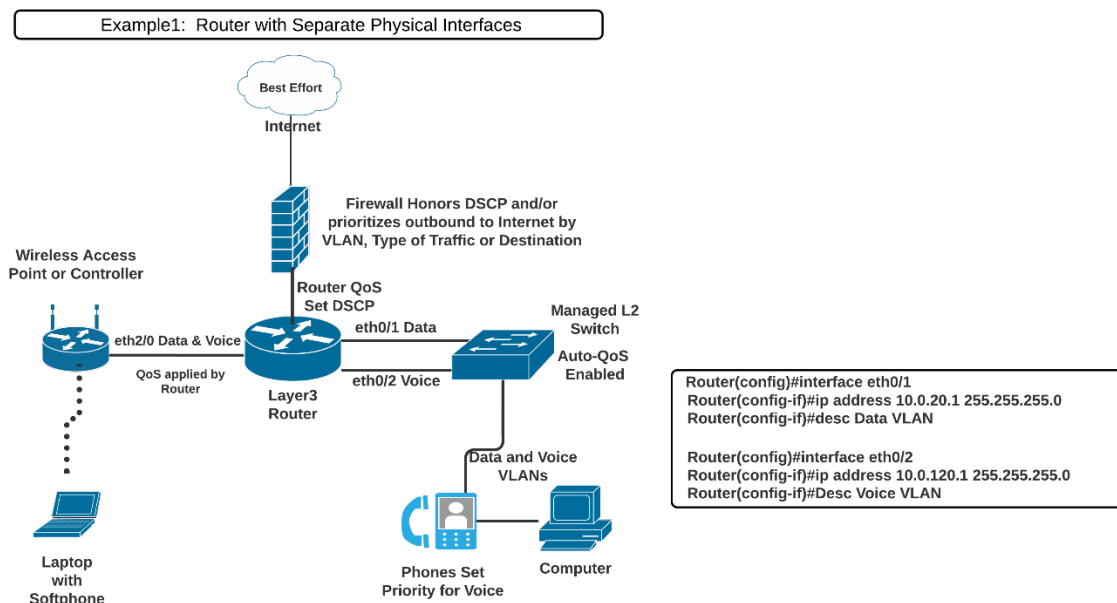 Example1: Router with Separate Physical Interfaces
Best Effort
Internet
Firewall Honors DSCP and/or
prioritizes outbound to Internet by
VLAN, Type of Traffic or Destination
Wireless Access
Point or Controller
Router QoS
Set DSCP
Managed L2
Switch
eth2/0 Data & Voice
eth0/1 Data
Auto-QoS
Enabled
QoS applied by
Router
eth0/2 Voice
Layer3
Router
Router(config)#interface eth0/1
Router(config-if)#ip address 10.0.20.1 255.255.255.0
Router(config-if)#desc Data VLAN
Router(config)#interface eth0/2
Router(config-if)#ip address 10.0.120.1 255.255.255.0
Router(config-if)#Desc Voice VLAN
Data and Voice
VLANs
Laptop
with
Softphone
Phones Set
Priority for Voice
Computer